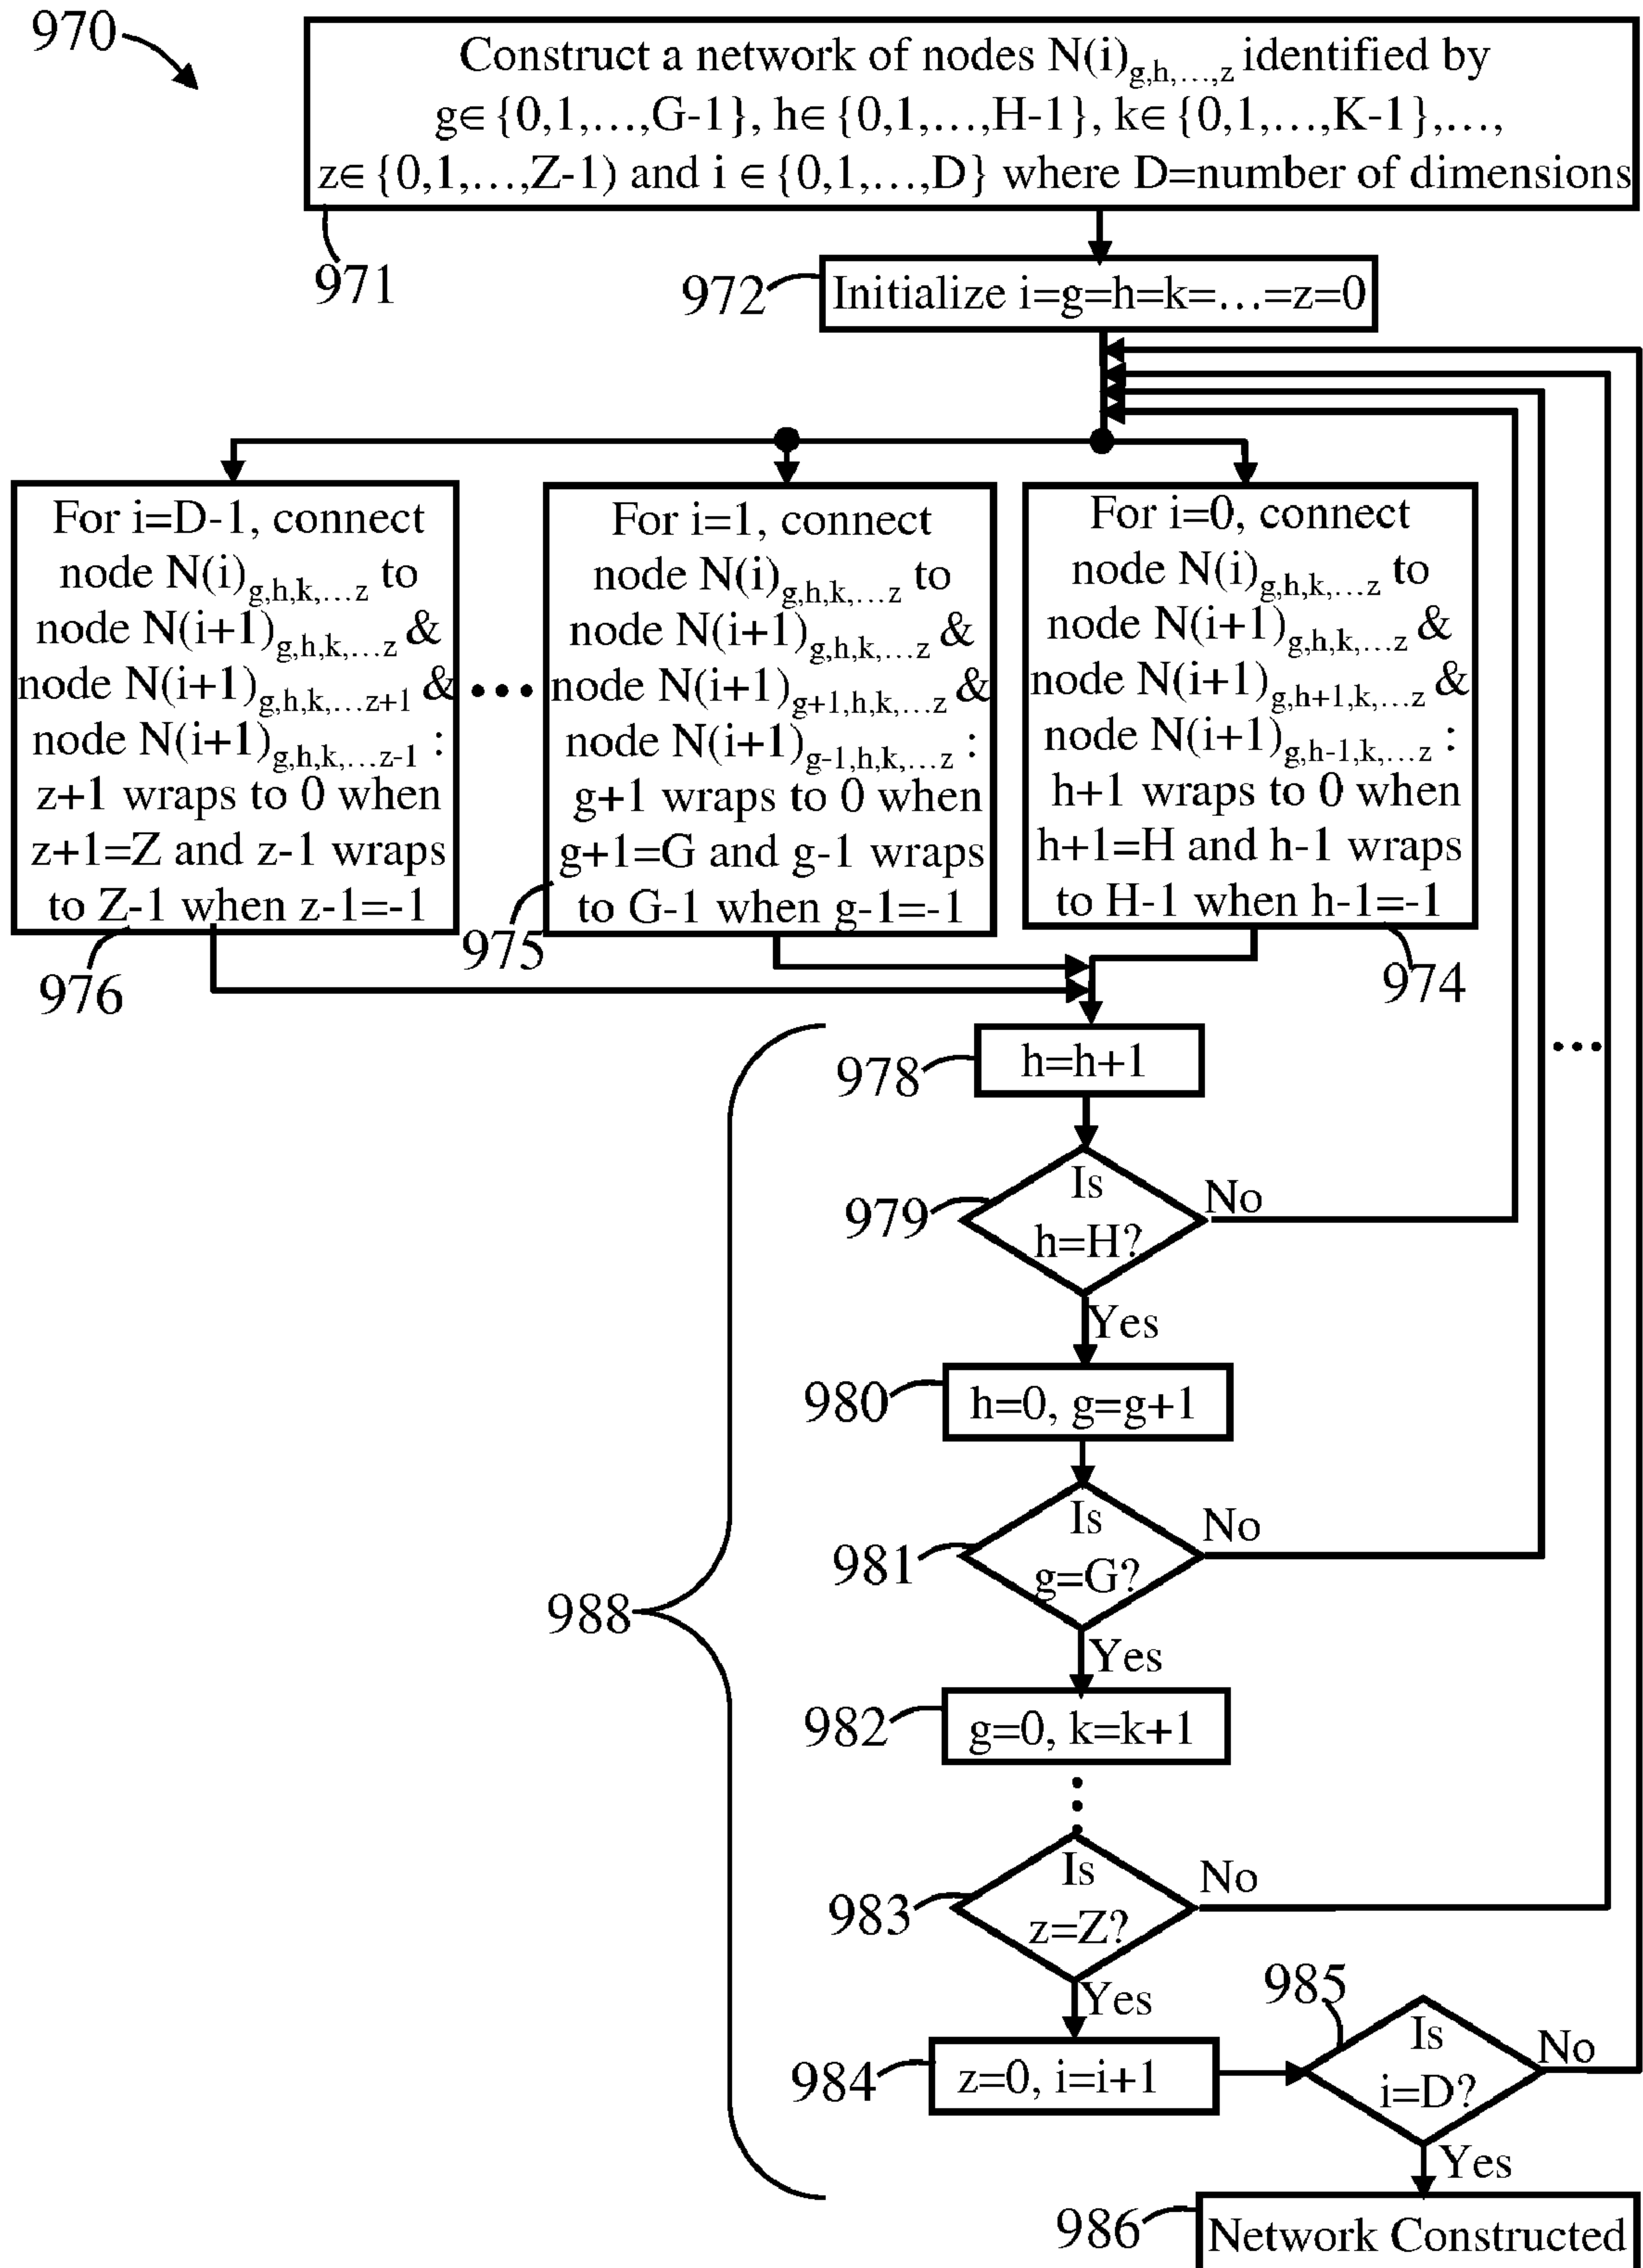 970
Construct a network of nodes N(i)g,h,…,z identified by
g∈{0,1,…,G-1}, h∈{0,1,…,H-1}, k∈{0,1,…,K-1},…,
z∈{0,1,…,Z-1) and i ∈{0,1,…,D} where D=number of dimensions
971
972
Initialize i=g=h=k=…=z=0
For i=D-1, connect
node N(i)g,h,k,…z to
node N(i+1)g,h,k,…z &
node N(i+1)g,h,k,…z+1 &
node N(i+1)g,h,k,…z-1 :
z+1 wraps to 0 when
z+1=Z and z-1 wraps
to Z-1 when z-1=-1
976
•••
For i=1, connect
node N(i)g,h,k,…z to
node N(i+1)g,h,k,…z &
node N(i+1)g+1,h,k,…z &
node N(i+1)g-1,h,k,…z :
g+1 wraps to 0 when
g+1=G and g-1 wraps
to G-1 when g-1=-1
975
For i=0, connect
node N(i)g,h,k,…z to
node N(i+1)g,h,k,…z &
node N(i+1)g,h+1,k,…z &
node N(i+1)g,h-1,k,…z :
h+1 wraps to 0 when
h+1=H and h-1 wraps
to H-1 when h-1=-1
974
•••
978
h=h+1
979
Is
h=H?
No
Yes
980
h=0, g=g+1
981
Is
g=G?
No
Yes
988
982
g=0, k=k+1
983
Is
z=Z?
No
Yes
984
z=0, i=i+1
985
Is
i=D?
No
Yes
986
Network Constructed